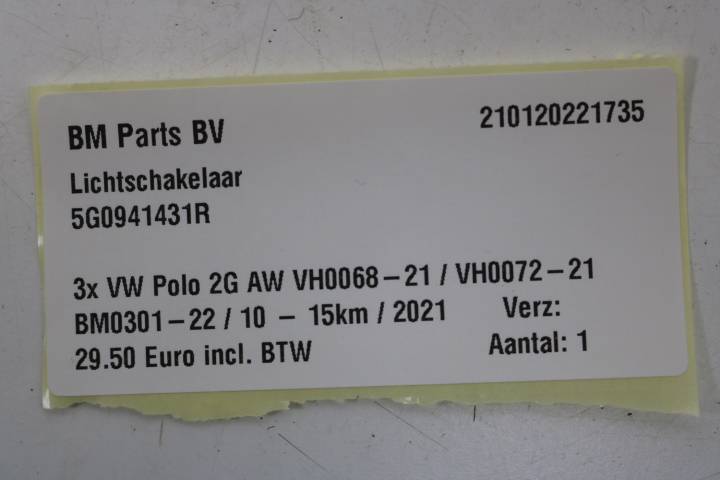 BM Parts BV 210120221735
Lichtschakelaar
5G0941431R
3x VW Polo 2G AW VH0068-21 / VH0072-21
BM0301-22 / 10 - 15km / 2021 Verz:
29.50 Euro incl. BTW Aantal: 1